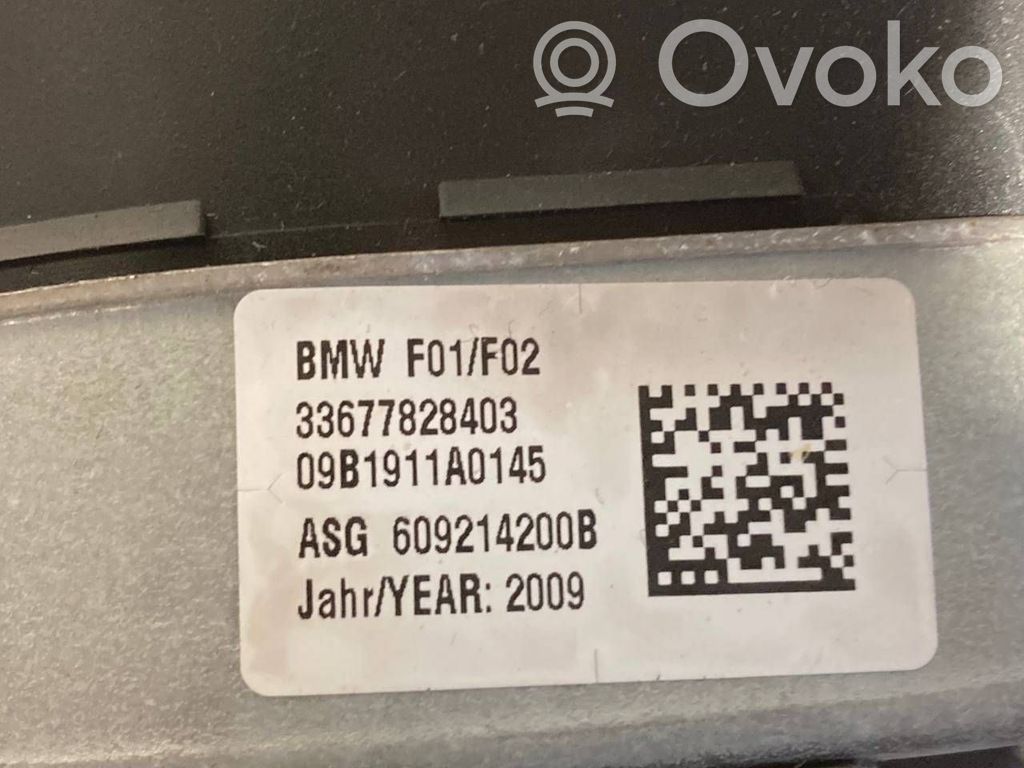 Ovoko
BMW F01/F02
33677828403
09B1911A0145
ASG 609214200B
Jahr/YEAR: 2009